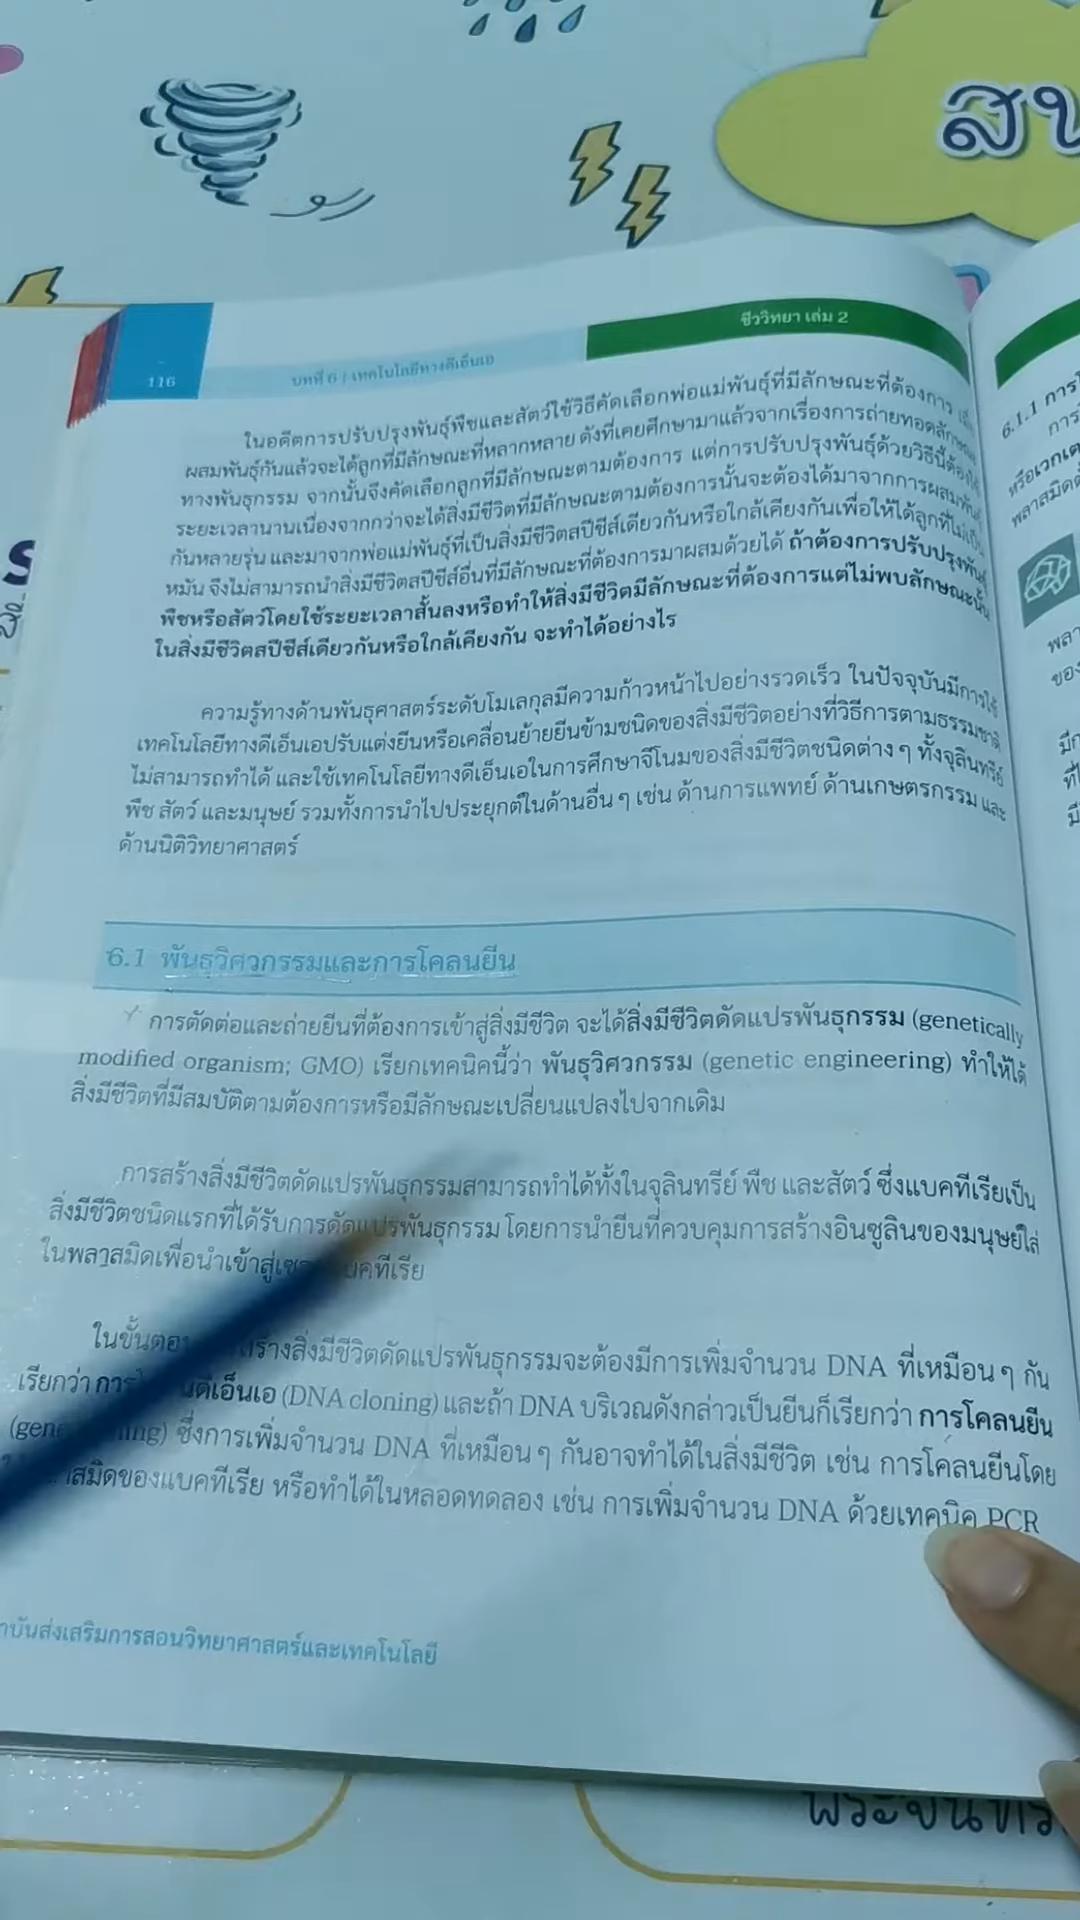 สน
116
บทที่ 6 | เทคโนโลยีทางดีเอ็นเอ
ชีววิทยา เล่ม 2
ในอดีตการปรับปรุงพันธุ์พืชและสัตว์ใช้วิธีคัดเลือกพ่อแม่พันธุ์ที่มีลักษณะที่ต้องการ
ผสมพันธุ์กันแล้วจะได้ลูกที่มีลักษณะที่หลากหลาย ดังที่เคยศึกษามาแล้วจากเรื่องการถ่ายทอดลักษณะ
ทางพันธุกรรม จากนั้นจึงคัดเลือกลูกที่มีลักษณะตามต้องการ แต่การปรับปรุงพันธุ์ด้วยวิธีนี้ต้องใช้
ระยะเวลานานเนื่องจากกว่าจะได้สิ่งมีชีวิตที่มีลักษณะตามต้องการนั้นจะต้องได้มาจากการผสมพันธุ์
กันหลายรุ่น และมาจากพ่อแม่พันธุ์ที่เป็นสิ่งมีชีวิตสปีชีส์เดียวกันหรือใกล้เคียงกันเพื่อให้ได้ลูกที่ไม่เป็น
หมัน จึงไม่สามารถนำสิ่งมีชีวิตสปีชีส์อื่นที่มีลักษณะที่ต้องการมาผสมด้วยได้ ถ้าต้องการปรับปรุงพันธุ์
พืชหรือสัตว์โดยใช้ระยะเวลาสั้นลงหรือทำให้สิ่งมีชีวิตมีลักษณะที่ต้องการแต่ไม่พบลักษณะนั้น
ในสิ่งมีชีวิตสปีชีส์เดียวกันหรือใกล้เคียงกัน จะทำได้อย่างไร
ความรู้ทางด้านพันธุศาสตร์ระดับโมเลกุลมีความก้าวหน้าไปอย่างรวดเร็ว ในปัจจุบันมีการใช้
เทคโนโลยีทางดีเอ็นเอปรับแต่งยีนหรือเคลื่อนย้ายยีนข้ามชนิดของสิ่งมีชีวิตอย่างที่วิธีการตามธรรมชาติ
ไม่สามารถทำได้ และใช้เทคโนโลยีทางดีเอ็นเอในการศึกษาจีโนมของสิ่งมีชีวิตชนิดต่าง ๆ ทั้งจุลินทรีย์
พืช สัตว์ และมนุษย์ รวมทั้งการนำไปประยุกต์ในด้านอื่น ๆ เช่น ด้านการแพทย์ ด้านเกษตรกรรม และ
ด้านนิติวิทยาศาสตร์
6.1 พันธุวิศวกรรมและการโคลนยีน
การตัดต่อและถ่ายยีนที่ต้องการเข้าสู่สิ่งมีชีวิต จะได้สิ่งมีชีวิตดัดแปรพันธุกรรม (genetically
modified organism; GMO) เรียกเทคนิคนี้ว่า พันธุวิศวกรรม (genetic engineering) ทำให้ได้
สิ่งมีชีวิตที่มีสมบัติตามต้องการหรือมีลักษณะเปลี่ยนแปลงไปจากเดิม
การสร้างสิ่งมีชีวิตดัดแปรพันธุกรรมสามารถทำได้ทั้งในจุลินทรีย์ พืช และสัตว์ ซึ่งแบคทีเรียเป็น
สิ่งมีชีวิตชนิดแรกที่ได้รับการดัดแปรพันธุกรรม โดยการนำยีนที่ควบคุมการสร้างอินซูลินของมนุษย์ใส่
ในพลาสมิดเพื่อนำเข้าสู่เซ บคทีเรีย
ในขั้นตอน ร้างสิ่งมีชีวิตดัดแปรพันธุกรรมจะต้องมีการเพิ่มจำนวน DNA ที่เหมือน ๆ กัน
เรียกว่า การ ดีเอ็นเอ (DNA cloning) และถ้า DNA บริเวณดังกล่าวเป็นยีนก็เรียกว่า การโคลนยีน
(gen ning) ซึ่งการเพิ่มจำนวน DNA ที่เหมือน ๆ กันอาจทำได้ในสิ่งมีชีวิต เช่น การโคลนยีนโดย
สมิดของแบคทีเรีย หรือทำได้ในหลอดทดลอง เช่น การเพิ่มจำนวน DNA ด้วยเทคนิค PCR
าบันส่งเสริมการสอนวิทยาศาสตร์และเทคโนโลยี
6.1.1 การ
การ
หรือเวกเต
พลาสมิด
พลา
ของ
มีก
ที่
มี
พระจันทร